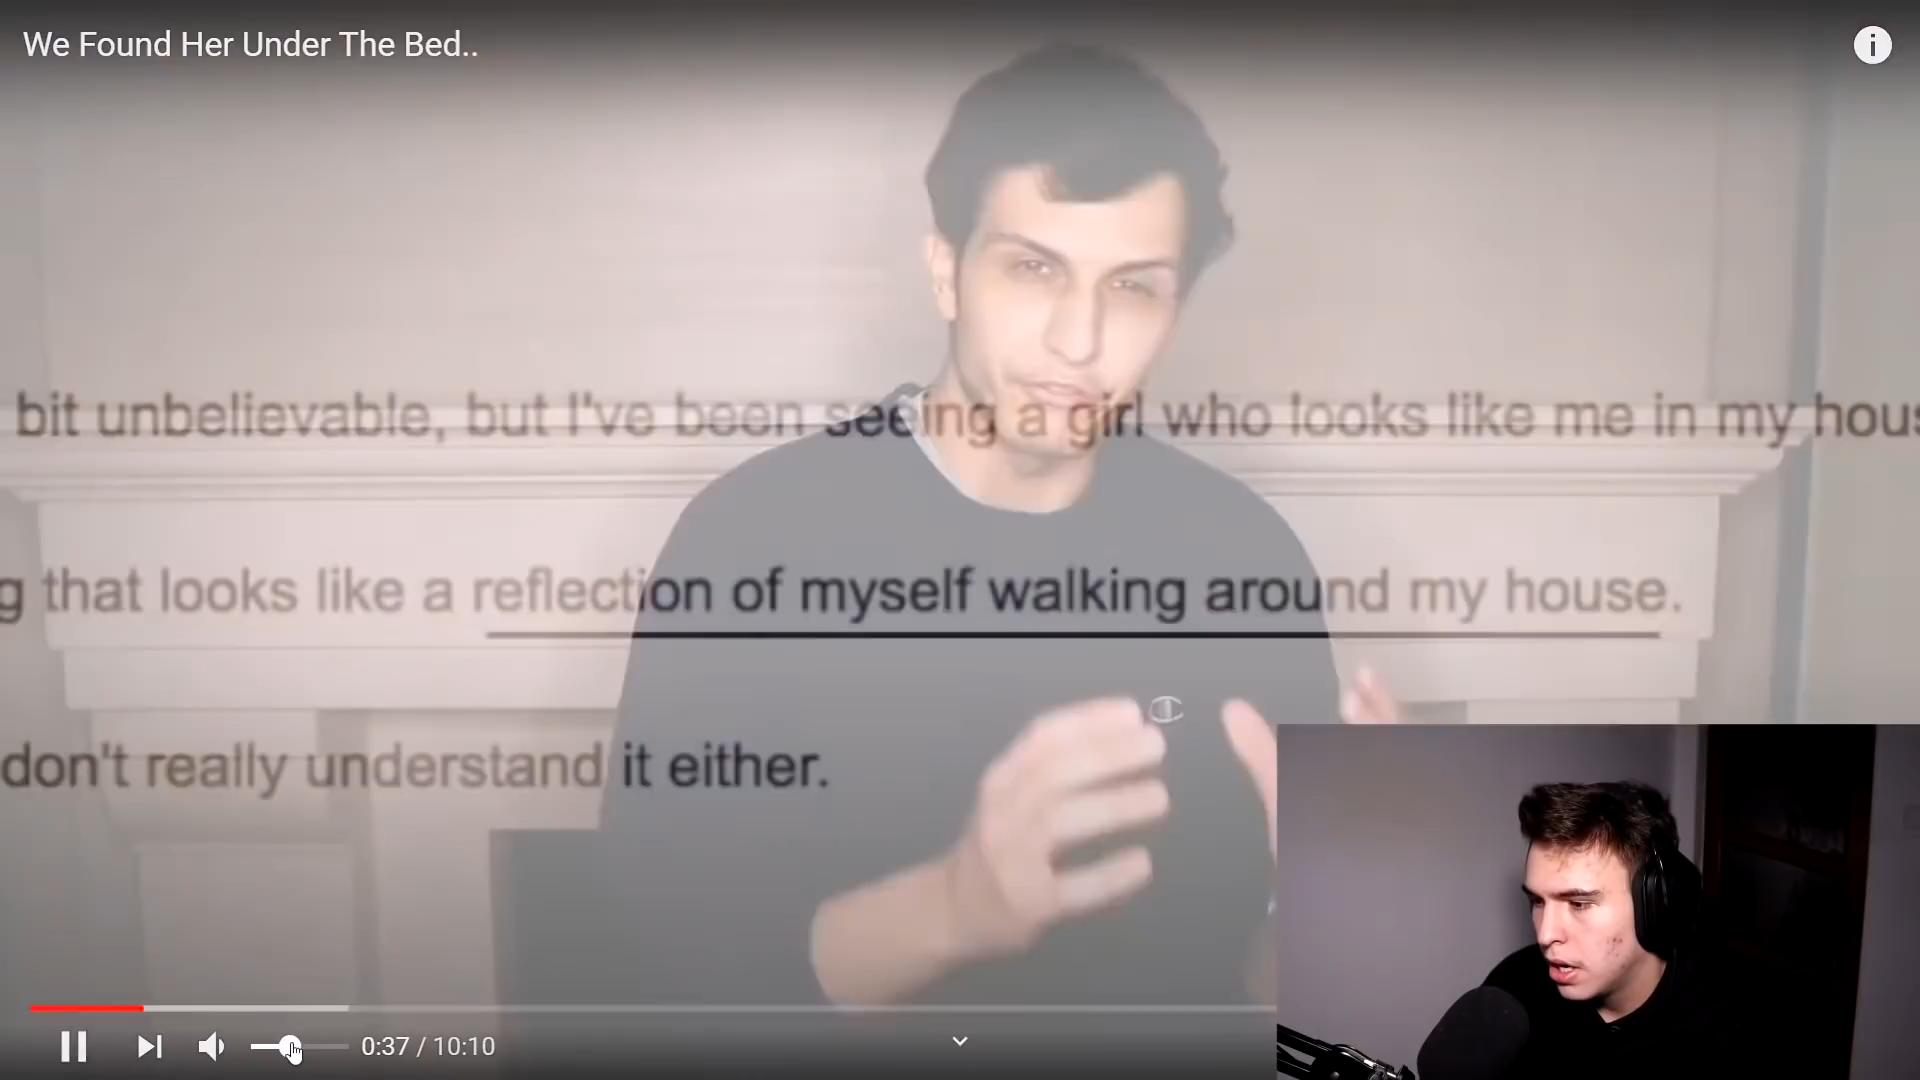 We Found Her Under The Bed..
bit unbelievable, but I've been seeing a girl who looks like me in my
that looks like a reflection of myself walking around my house.
don't really understand it either.
0:37 / 10:10